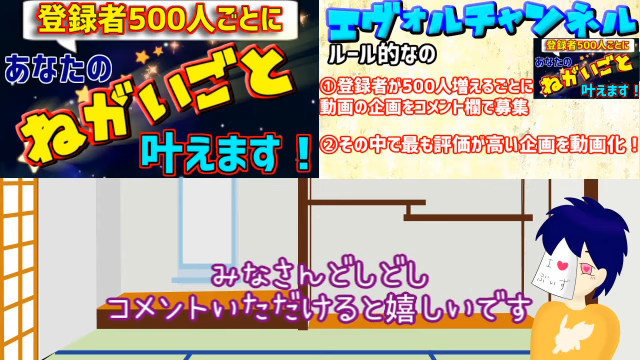 登録者500人ごとに
あなたの
ねがいごと
叶えます！
エヴォルチャンネル
ルール的なの
登録者500人ごとに
あなたの
ねがいごと
叶えます！
①登録者が500人増えるごとに
動画の企画をコメント欄で募集
②その中で最も評価が高い企画を動画化！
みなさんどしどし
コメントいただけると嬉しいです
I ❤
ぶいず